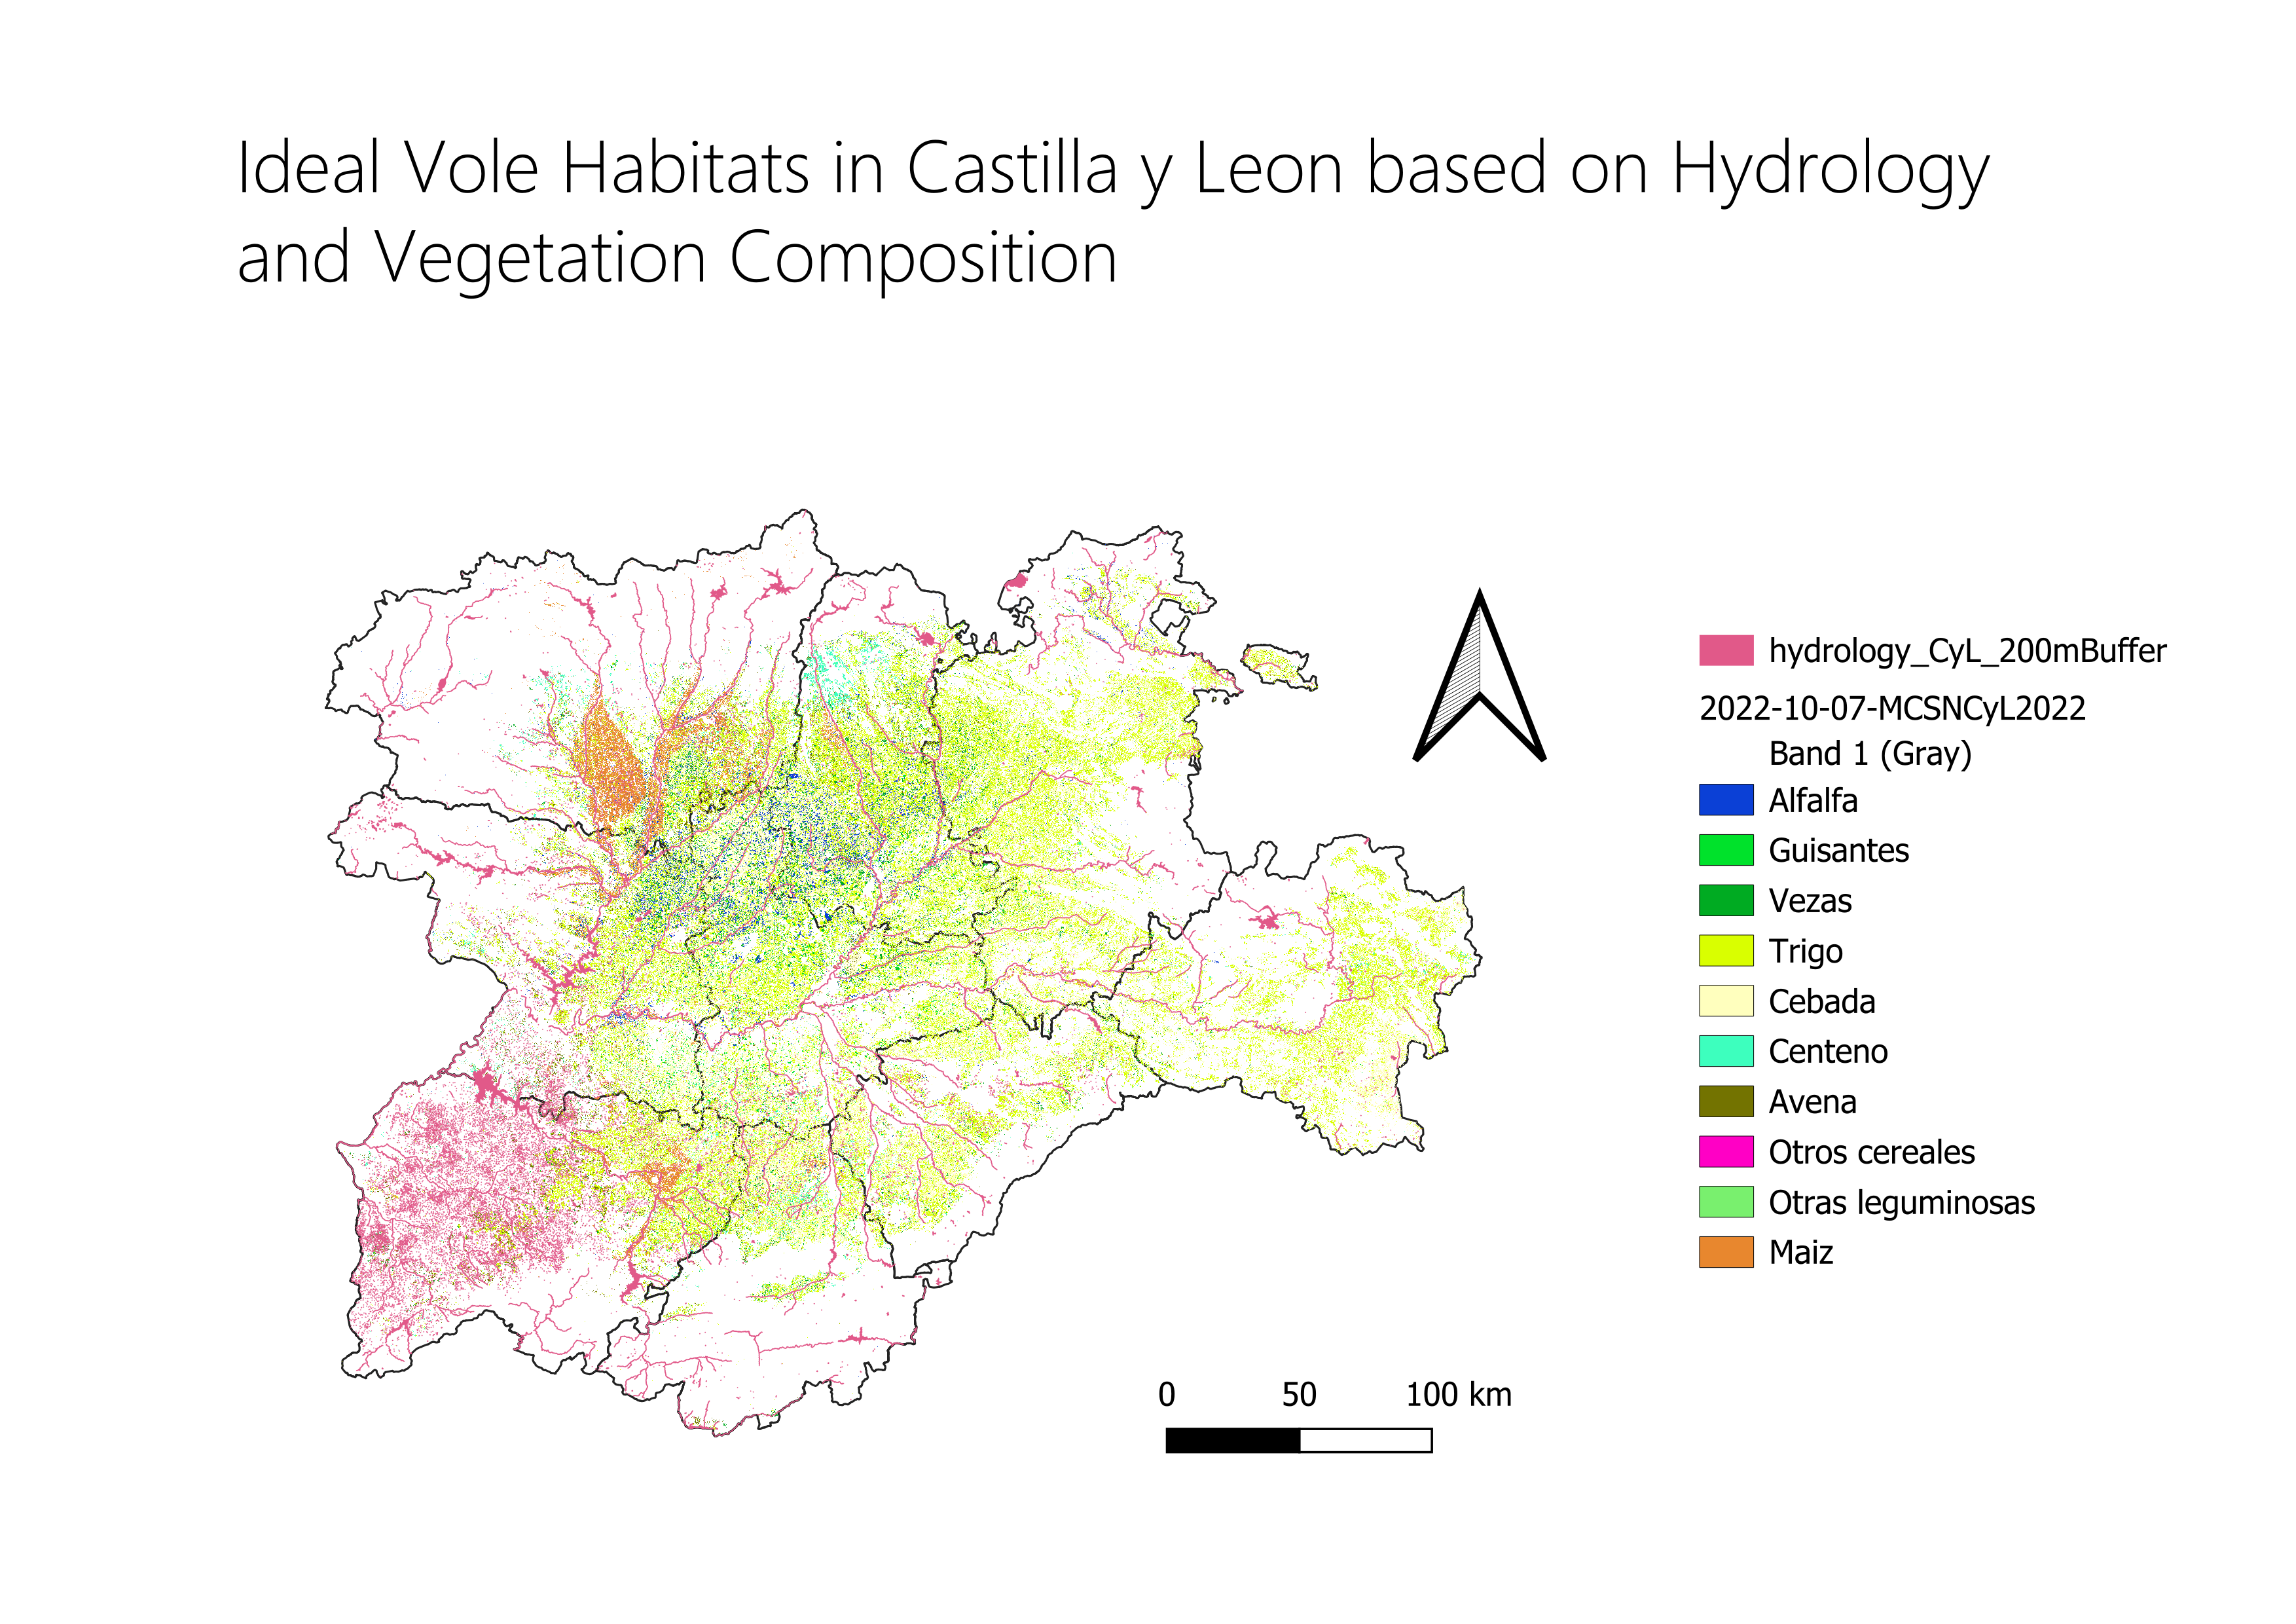 Ideal Vole Habitats in Castilla y Leon based on Hydrology
and Vegetation Composition
hydrology_CyL_200mBuffer
2022-10-07-MCSNCyL2022
Band 1 (Gray)
Alfalfa
Guisantes
Vezas
Trigo
Cebada
Centeno
Avena
Otros cereales
Otras leguminosas
Maiz
0 50 100 km